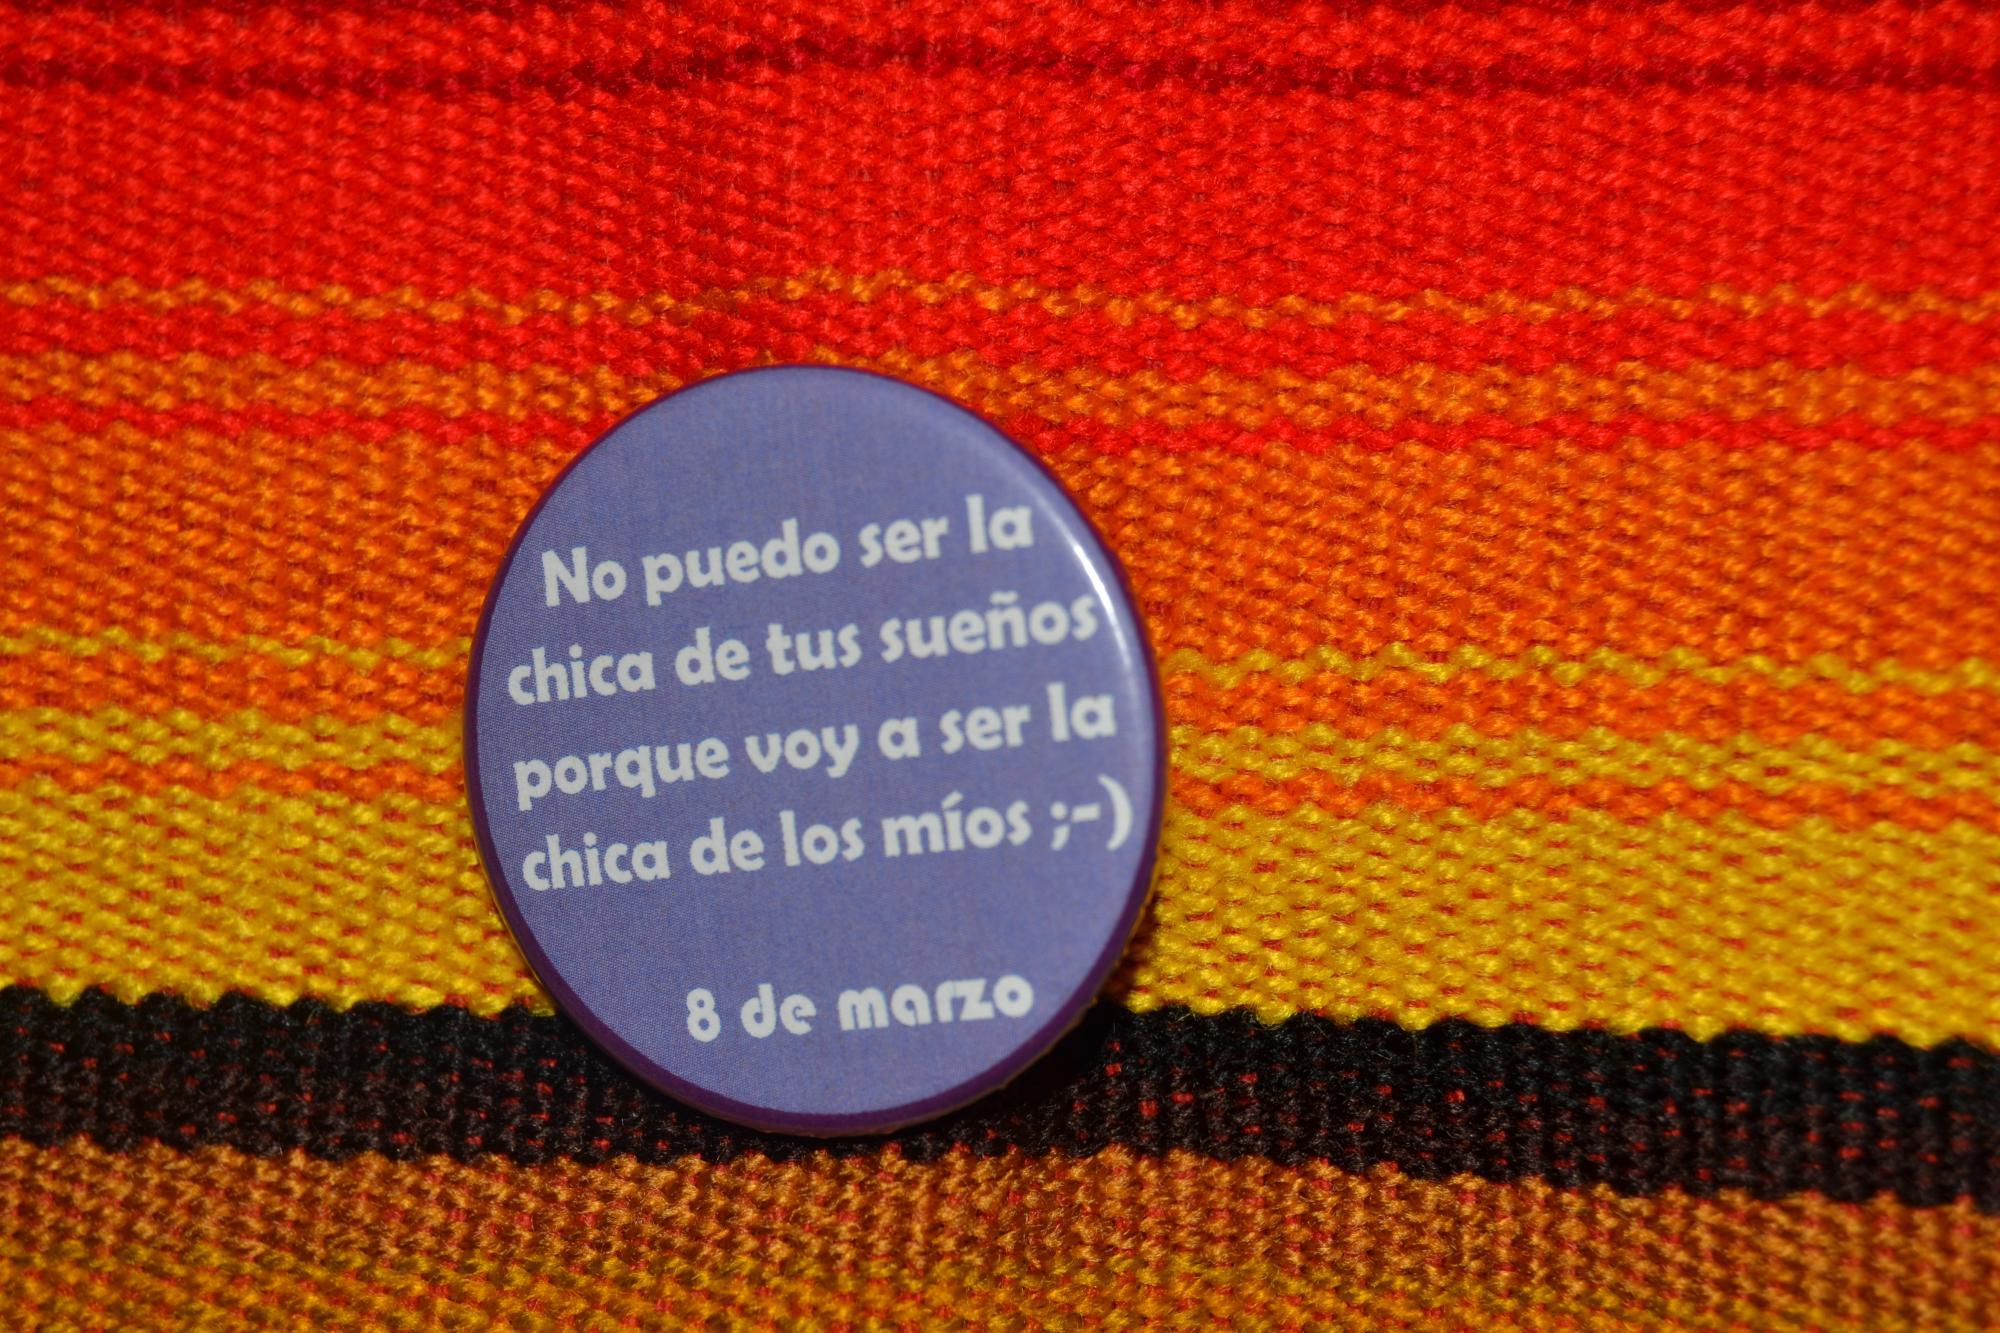 No puedo ser la
chica de tus sueños
porque voy a ser la
chica de los míos ;-)
8 de marzo